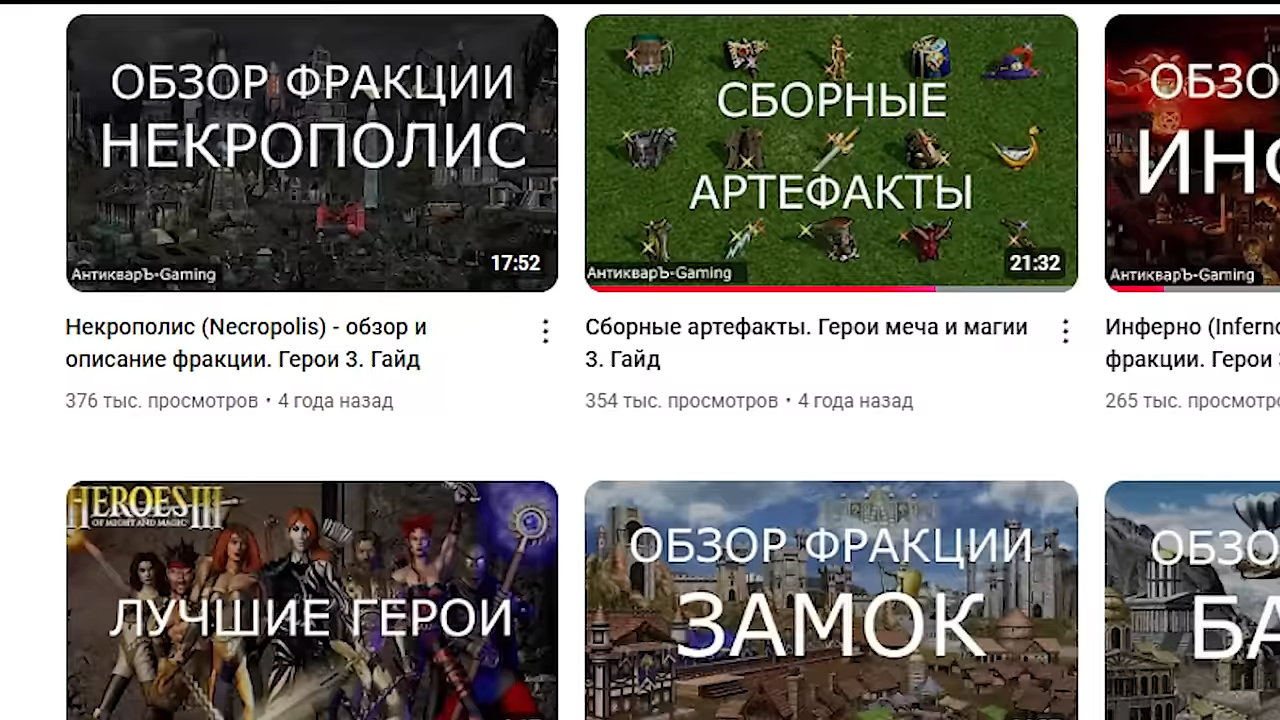 ОБЗОР ФРАКЦИИ
НЕКРОПОЛИС
АнтикварЪ-Gaming
17:52
Некрополис (Necropolis) - обзор и
описание фракции. Герои 3. Гайд
376 тыс. просмотров • 4 года назад
СБОРНЫЕ
АРТЕФАКТЫ
АнтикварЪ-Gaming
21:32
Сборные артефакты. Герои меча и магии
3. Гайд
354 тыс. просмотров • 4 года назад
ОБЗО
ИНФ
АнтикварЪ-Gaming
Инферно (Inferno
фракции. Герои 3
265 тыс. просмотро
HEROES III
OF MIGHT AND MAGIC
ЛУЧШИЕ ГЕРОИ
ОБЗОР ФРАКЦИИ
ЗАМОК
ОБЗО
БА